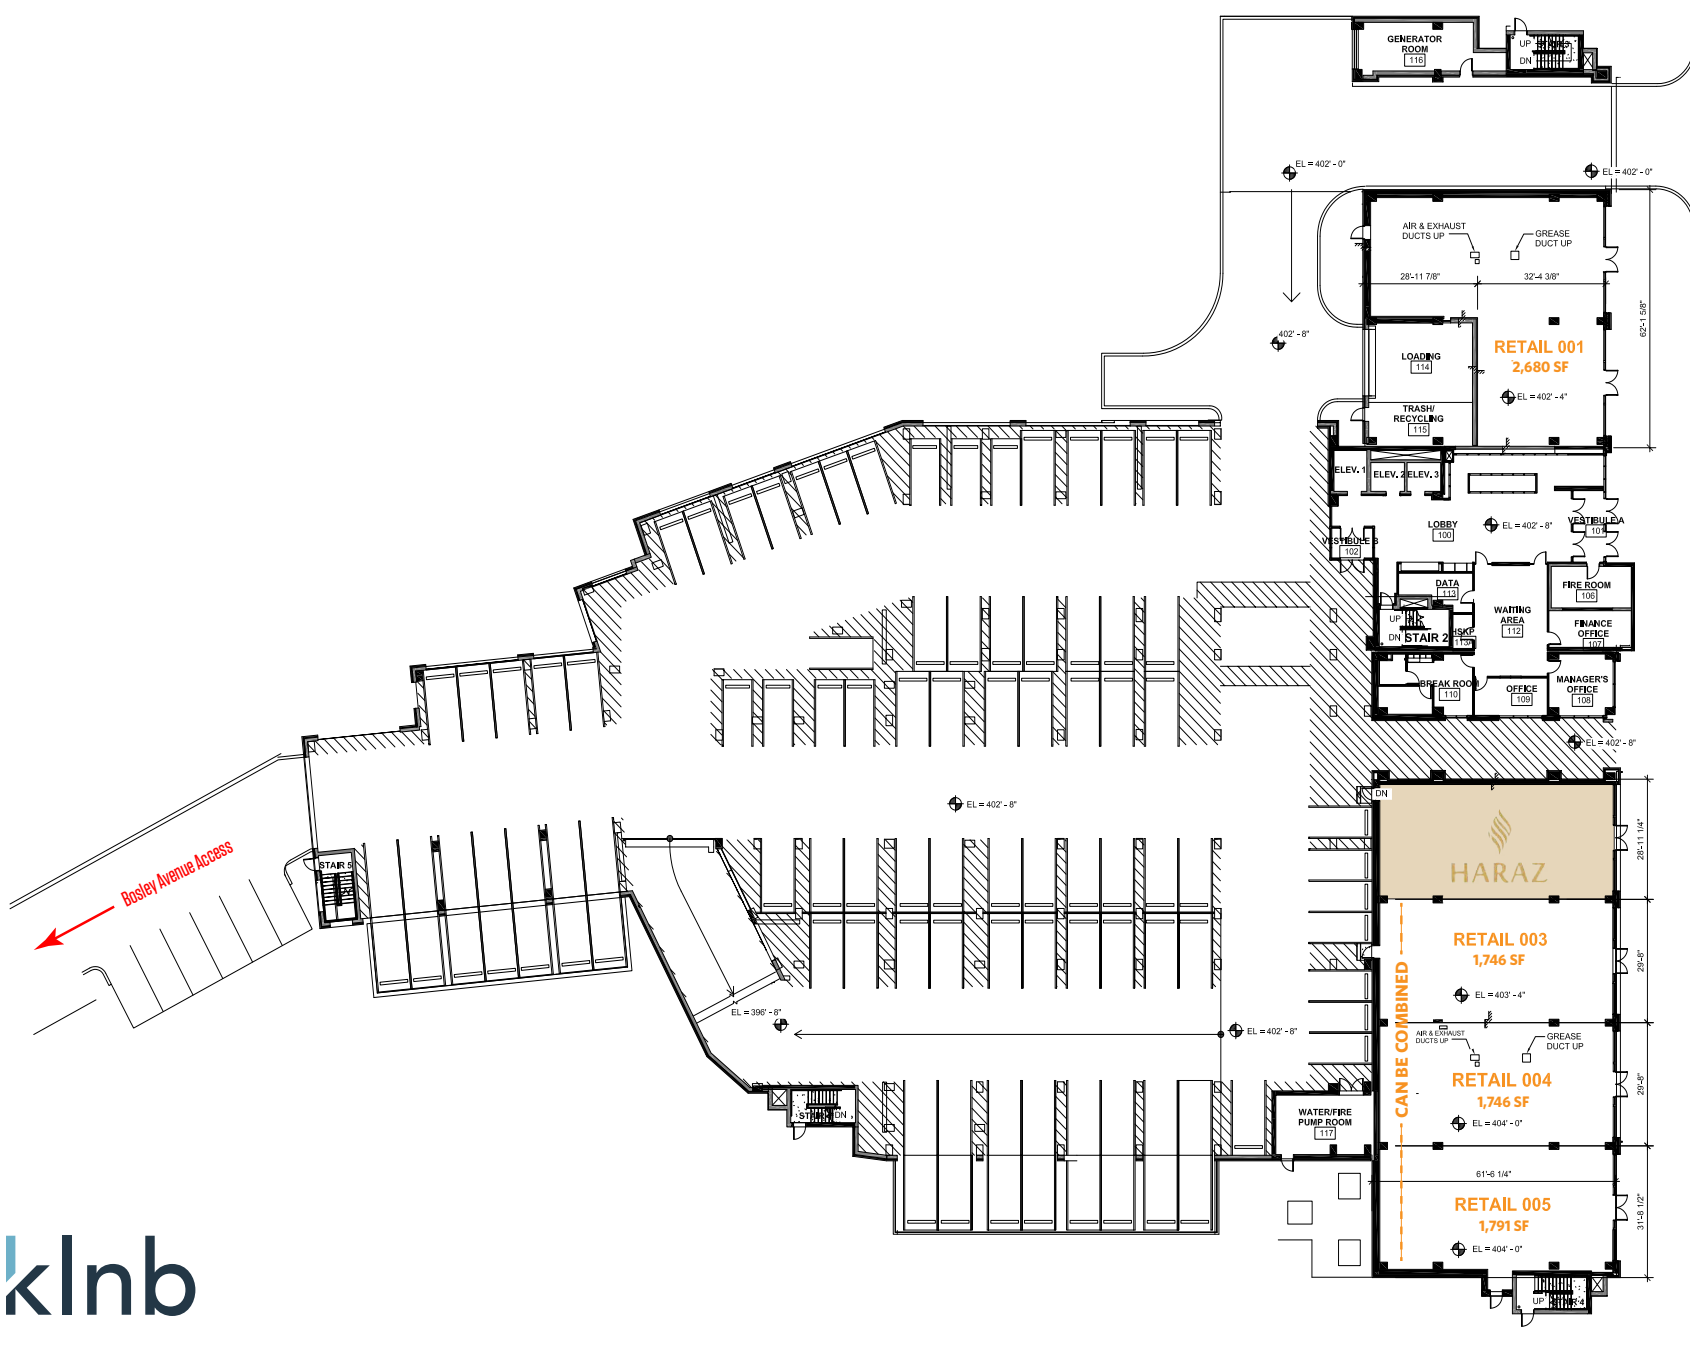 GENERATOR
ROOM
116
UP
DN
EL = 402' - 0"
EL = 402' - 0"
AIR & EXHAUST
DUCTS UP
GREASE
DUCT UP
28'-11 7/8"
32'-4 3/8"
62'-1 5/8"
402' - 8"
RETAIL 001
2,680 SF
LOADING
114
EL = 402' - 4"
TRASH/
RECYCLING
115
ELEV. 1
ELEV. 2
ELEV. 3
LOBBY
100
EL = 402' - 8"
VESTIBULE A
101
VESTIBULE B
102
DATA
113
FIRE ROOM
106
WAITING
AREA
112
UP
DN
STAIR 2
HSKP
FINANCE
OFFICE
107
BREAK ROOM
110
OFFICE
109
MANAGER'S
OFFICE
108
EL = 402' - 8"
DN
HARAZ
28'-11 1/4"
EL = 402' - 8"
STAIR 5
Bosley Avenue Access
CAN BE COMBINED
RETAIL 003
1,746 SF
29'-8"
EL = 403' - 4"
EL = 396' - 8"
EL = 402' - 8"
AIR & EXHAUST
DUCTS UP
GREASE
DUCT UP
RETAIL 004
1,746 SF
29'-8"
EL = 404' - 0"
WATER/FIRE
PUMP ROOM
117
DN
61'-6 1/4"
RETAIL 005
1,791 SF
31'-8 1/2"
EL = 404' - 0"
UP
STAIR 4
klnb